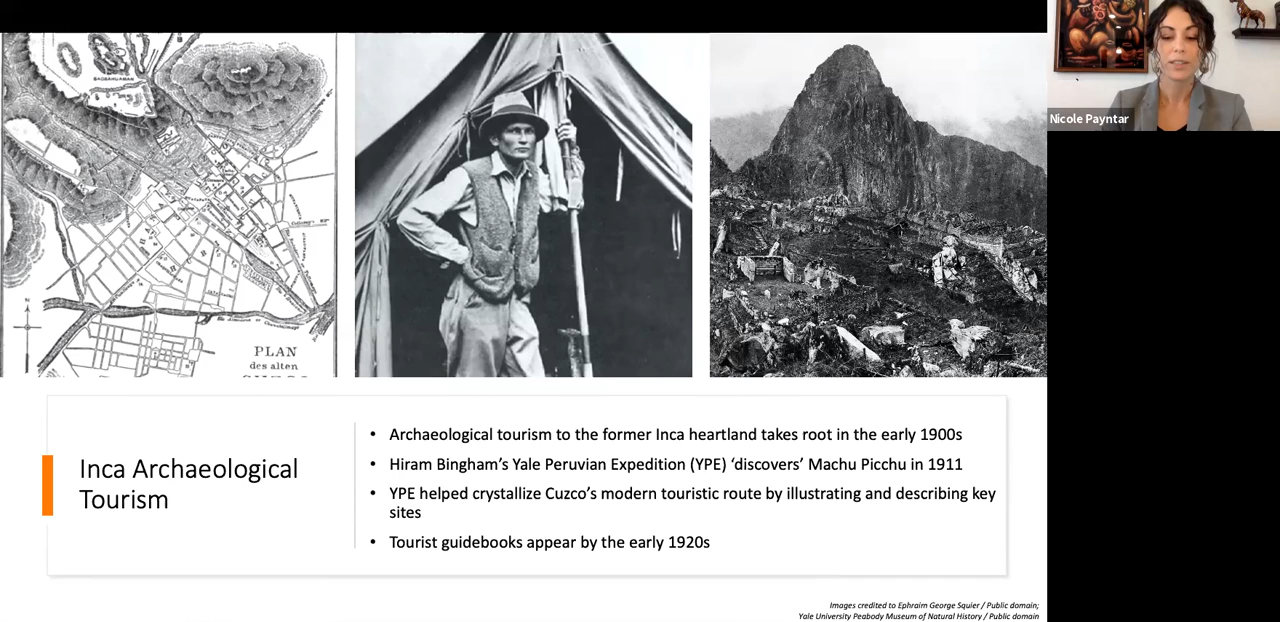 SACSAHUAMAN
PLAN
des alten
Nicole Payntar
Inca Archaeological
Tourism
• Archaeological tourism to the former Inca heartland takes root in the early 1900s
• Hiram Bingham’s Yale Peruvian Expedition (YPE) ‘discovers’ Machu Picchu in 1911
• YPE helped crystallize Cuzco’s modern touristic route by illustrating and describing key
sites
• Tourist guidebooks appear by the early 1920s
Images credited to Ephraim George Squier / Public domain;
Yale University Peabody Museum of Natural History / Public domain